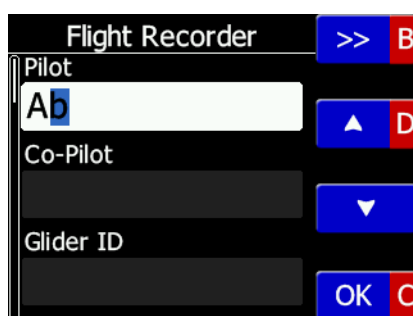 Flight Recorder
>> B
Pilot
Ab
D
Co-Pilot
Glider ID
OK C